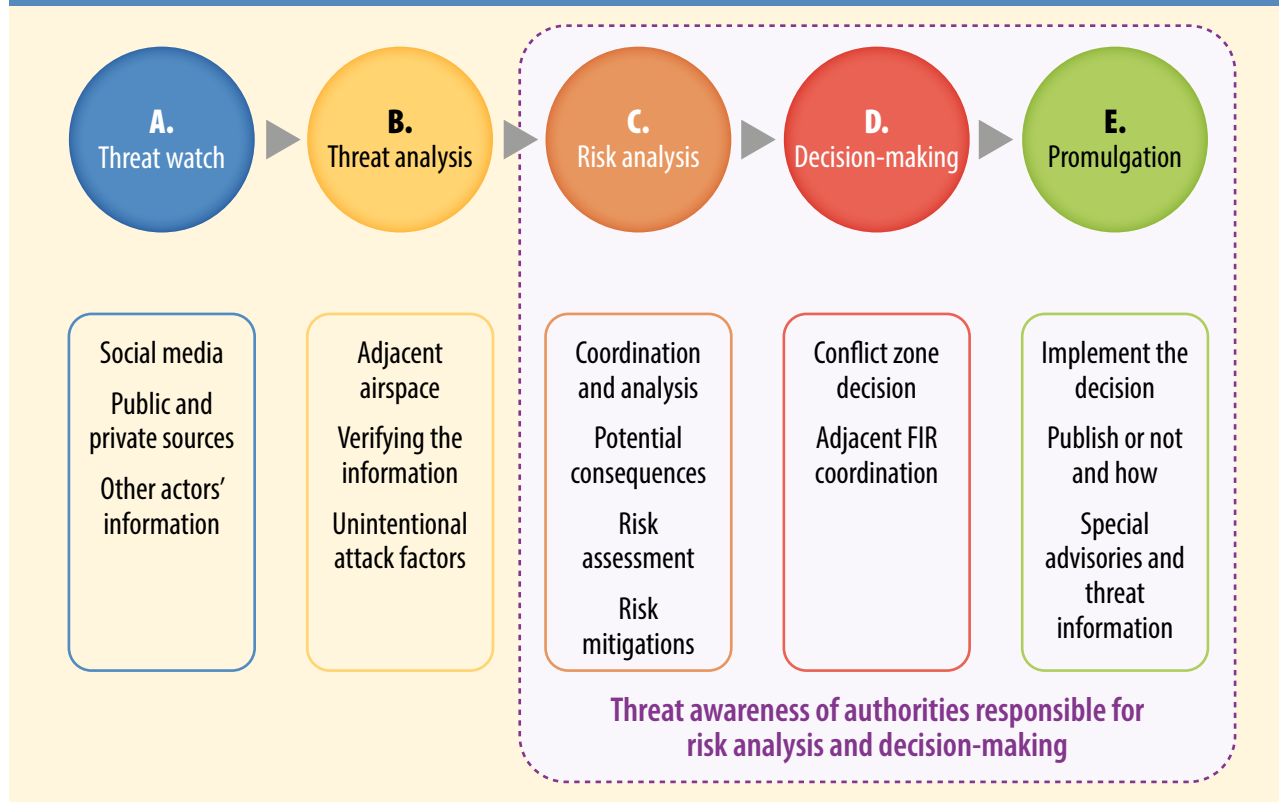 A.
Threat watch
B.
Threat analysis
C.
Risk analysis
D.
Decision-making
E.
Promulgation
Social media
Public and
private sources
Other actors’
information
Adjacent
airspace
Verifying the
information
Unintentional
attack factors
Coordination
and analysis
Potential
consequences
Risk
assessment
Risk
mitigations
Conflict zone
decision
Adjacent FIR
coordination
Implement the
decision
Publish or not
and how
Special
advisories and
threat
information
Threat awareness of authorities responsible for
risk analysis and decision-making